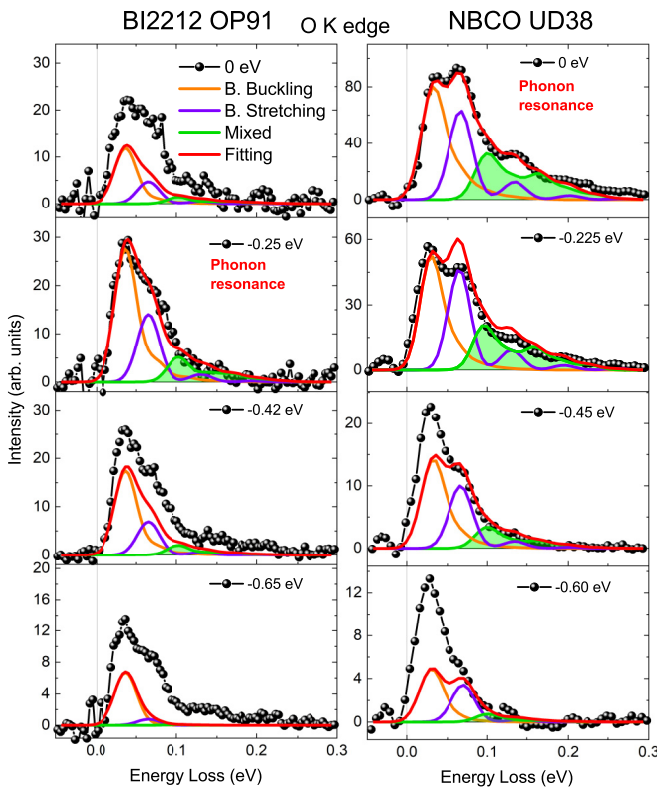 BI2212 OP91
O K edge
NBCO UD38
Intensity (arb. units)
30
20
10
0
0 eV
B. Buckling
B. Stretching
Mixed
Fitting
80
40
0
0 eV
Phonon
resonance
30
20
10
0
-0.25 eV
Phonon
resonance
60
30
0
-0.225 eV
30
20
10
0
-0.42 eV
20
10
0
-0.45 eV
20
16
12
8
4
0
-0.65 eV
12
8
4
0
-0.60 eV
0.0 0.1 0.2 0.3
Energy Loss (eV)
0.0 0.1 0.2 0.3
Energy Loss (eV)